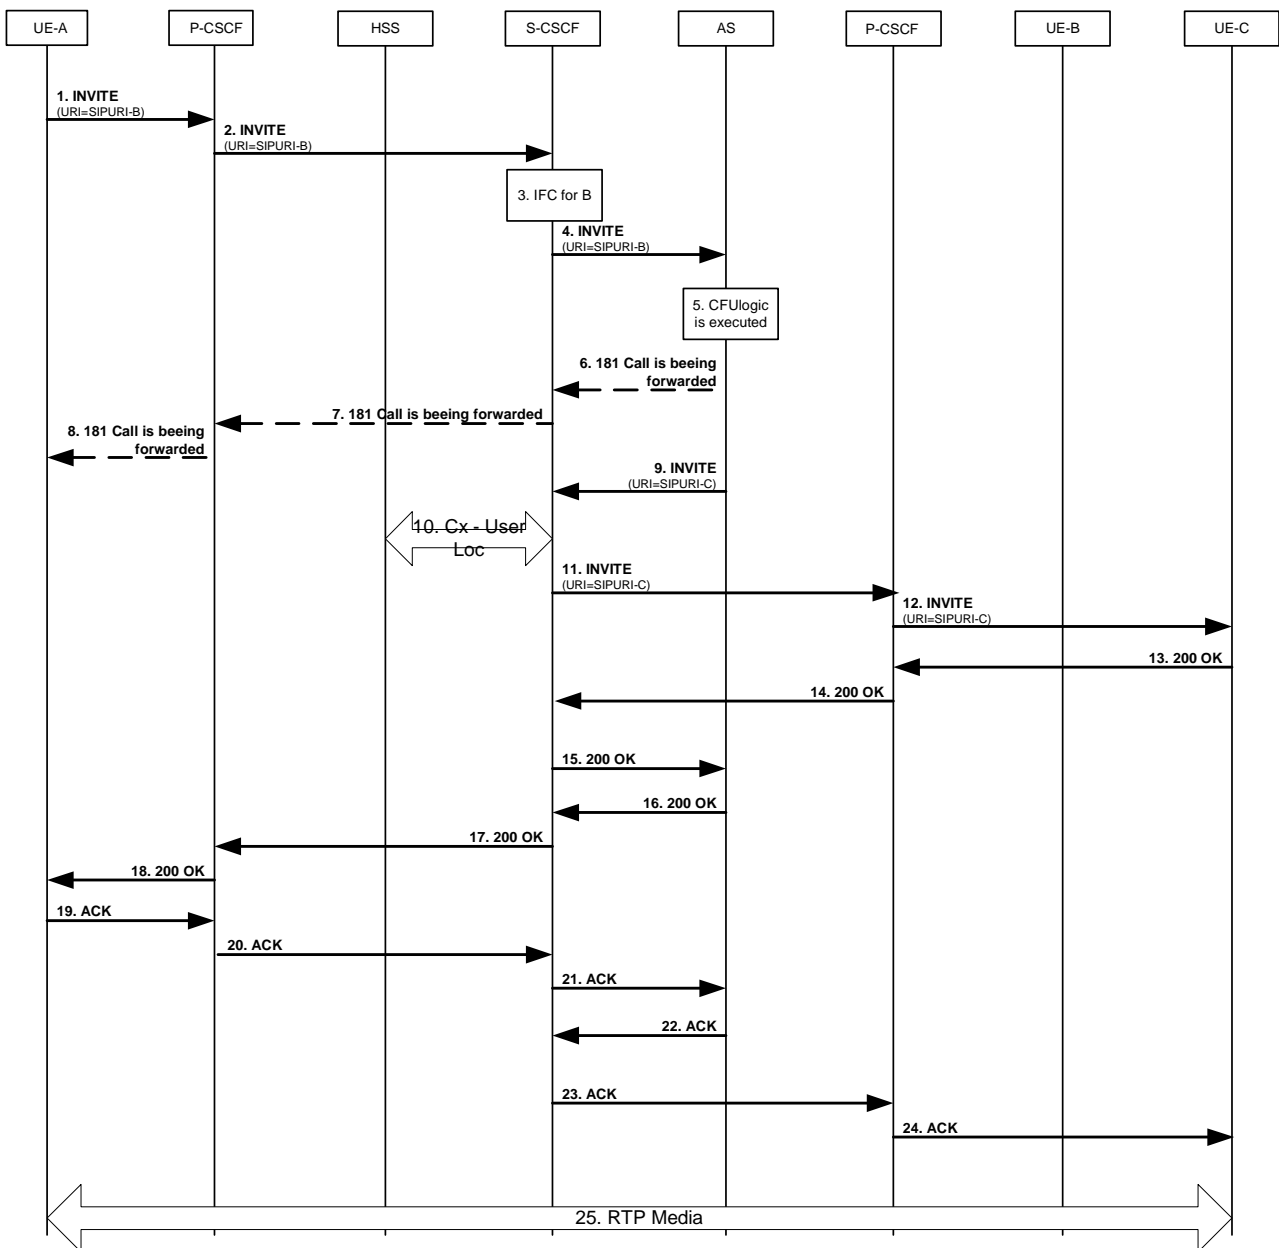 UE-A
P-CSCF
HSS
S-CSCF
AS
P-CSCF
UE-B
UE-C
1. INVITE
(URI=SIPURI-B)
2. INVITE
(URI=SIPURI-B)
3. IFC for B
4. INVITE
(URI=SIPURI-B)
5. CFUlogic
is executed
6. 181 Call is beeing
forwarded
7. 181 Call is beeing forwarded
8. 181 Call is beeing
forwarded
9. INVITE
(URI=SIPURI-C)
10. Cx - User
Loc
11. INVITE
(URI=SIPURI-C)
12. INVITE
(URI=SIPURI-C)
13. 200 OK
14. 200 OK
15. 200 OK
16. 200 OK
17. 200 OK
18. 200 OK
19. ACK
20. ACK
21. ACK
22. ACK
23. ACK
24. ACK
25. RTP Media